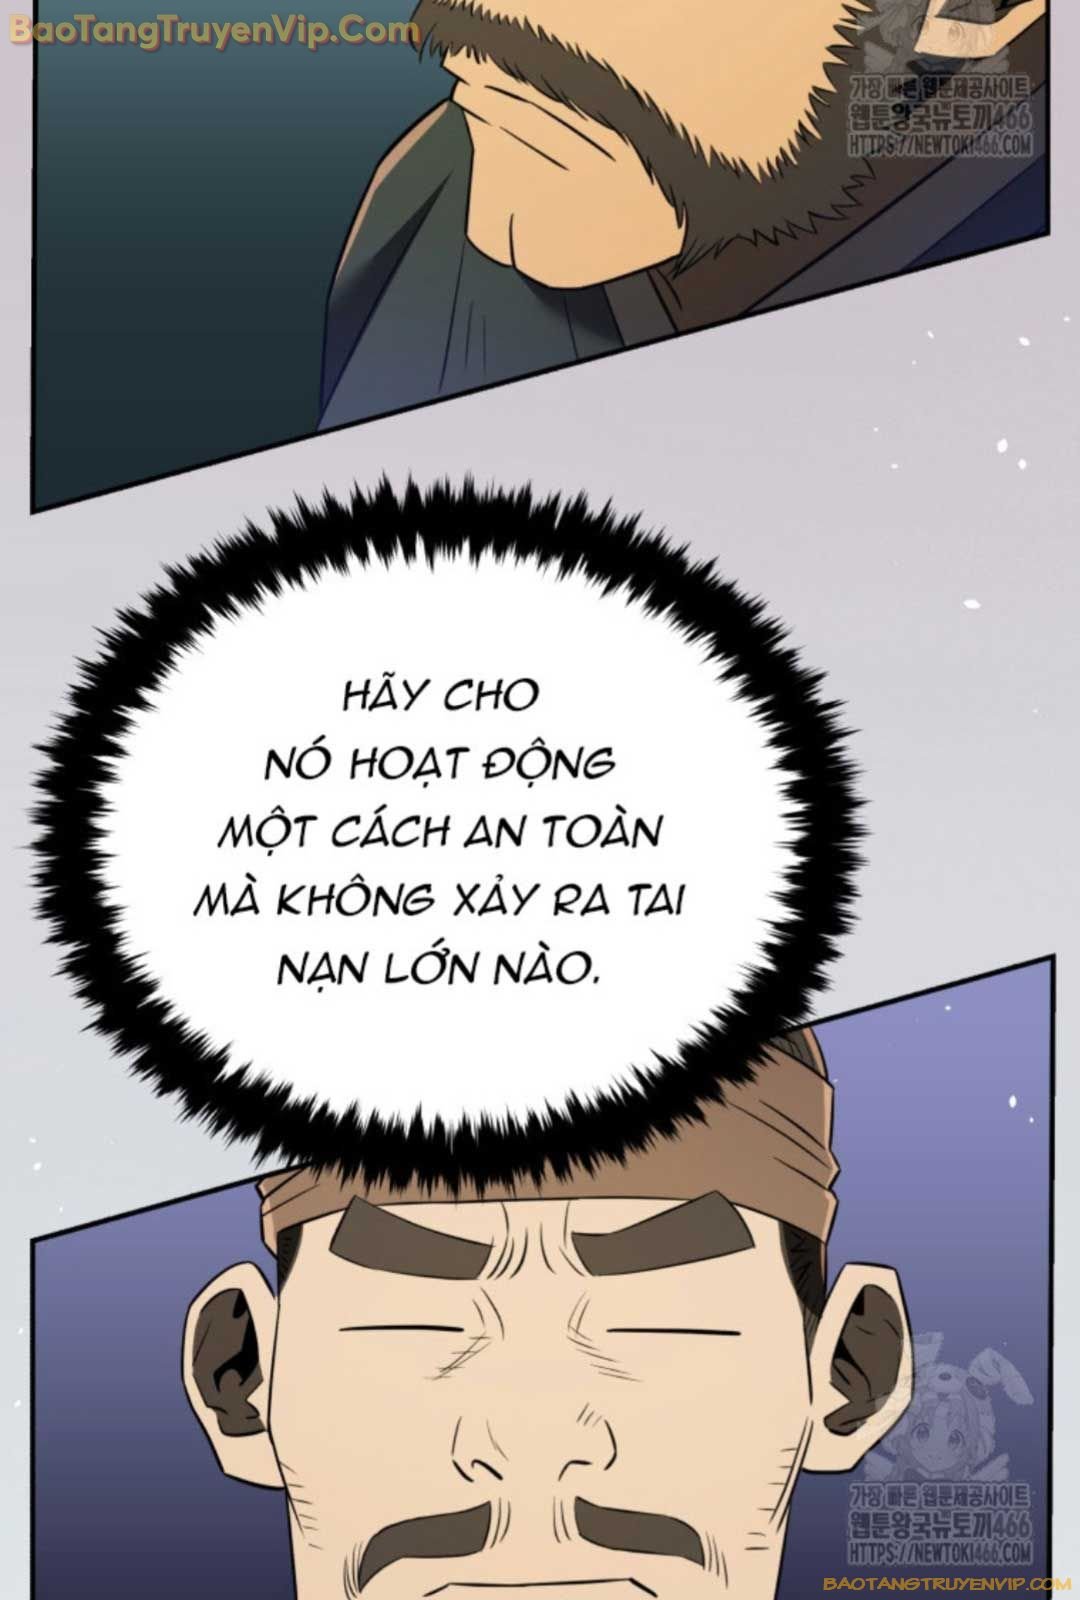 BaoTangTruyenVip.Com
가장 빠른 웹툰제공사이트
웹툰왕국뉴토끼466
HTTPS://NEWTOKI466.COM
HÃY CHO
NÓ HOẠT ĐỘNG
MỘT CÁCH AN TOÀN
MÀ KHÔNG XẢY RA TAI
NẠN LỚN NÀO.
가장 빠른 웹툰제공사이트
웹툰왕국뉴토끼466
HTTPS://NEWTOKI466.COM
BAOTANGTRUYENVIP.COM